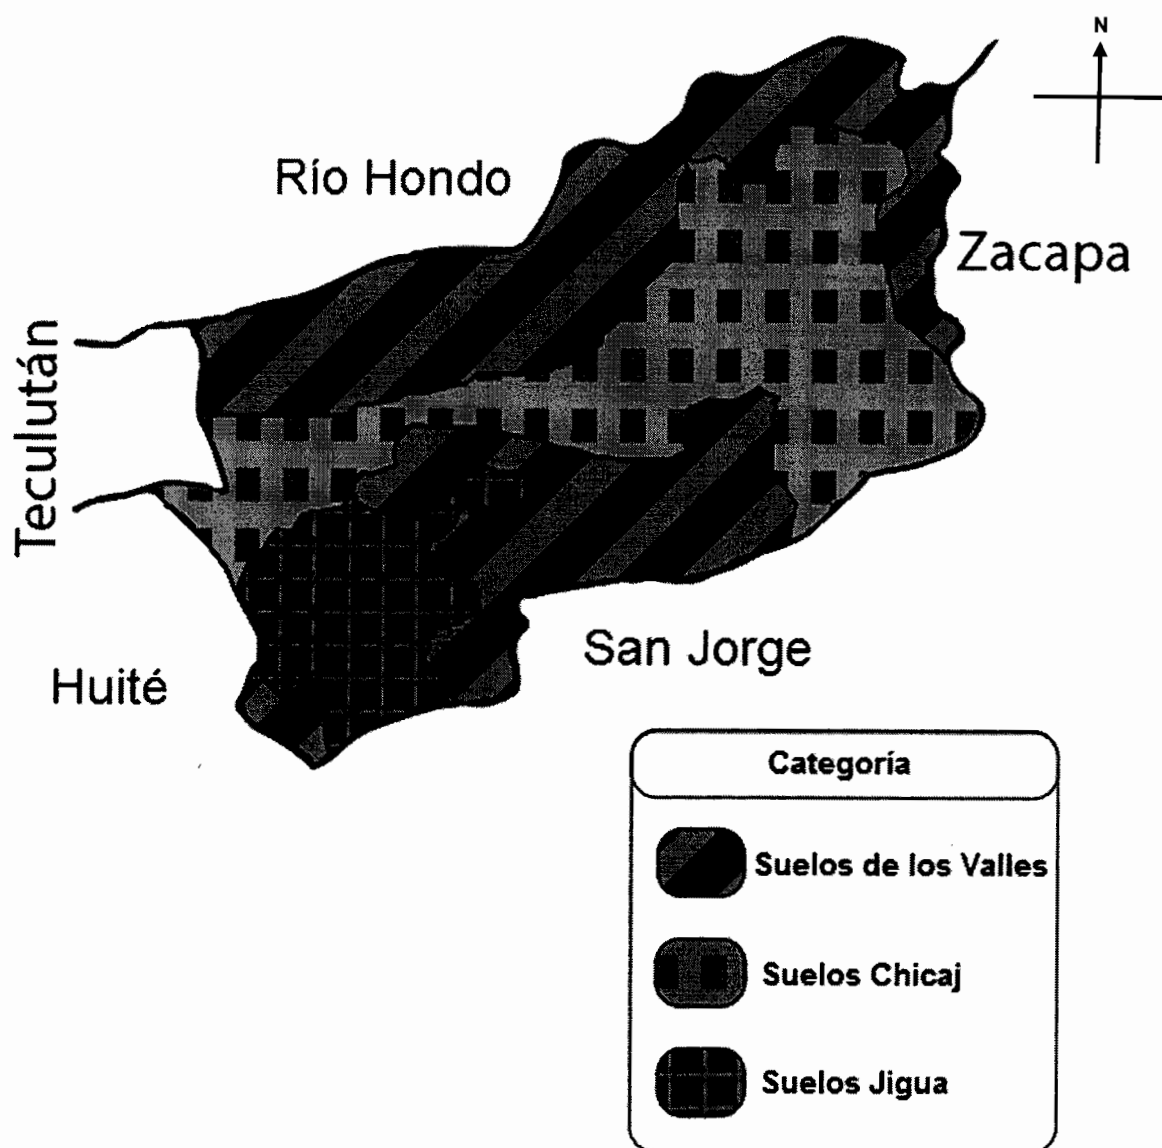 N
Río Hondo
Zacapa
Teculután
San Jorge
Huité
Categoría
Suelos de los Valles
Suelos Chicaj
Suelos Jigua